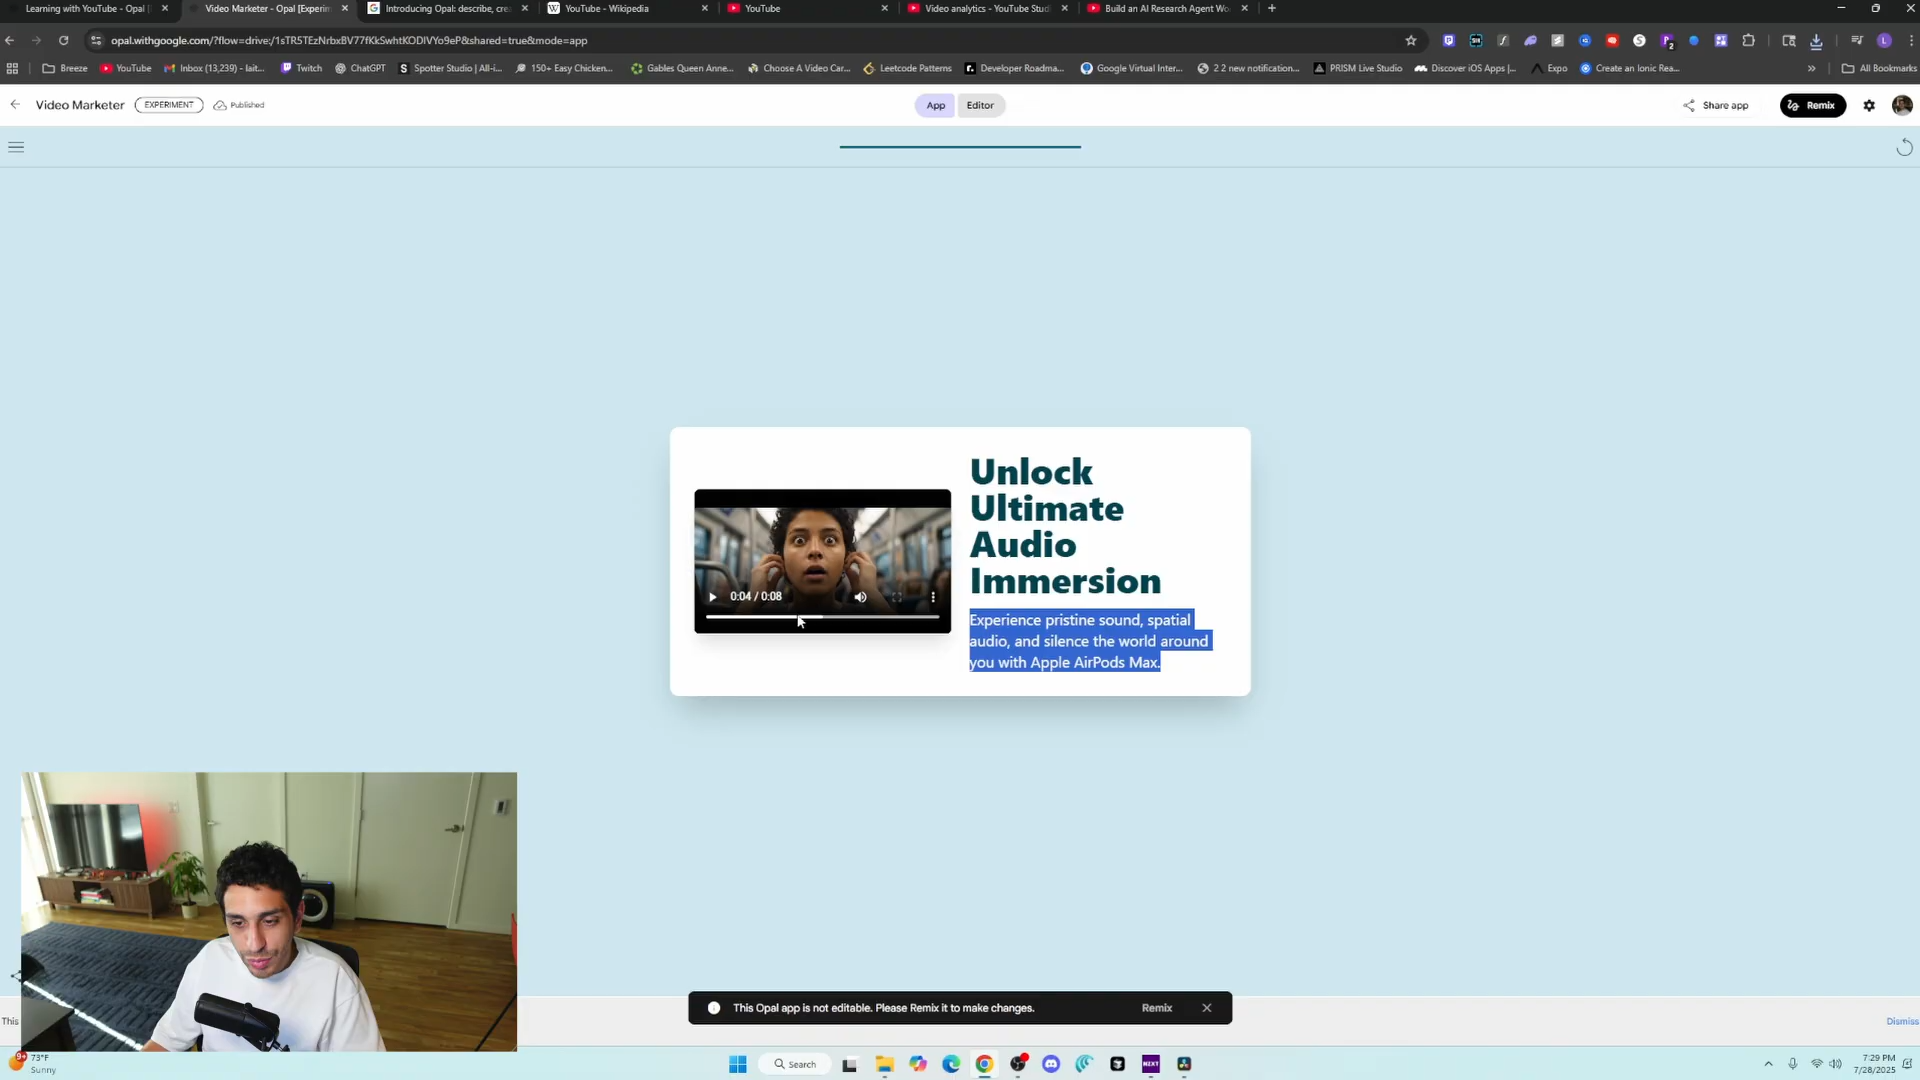 Learning with YouTube - Opal [
Video Marketer - Opal [Experim
Introducing Opal: describe, crea
YouTube - Wikipedia
YouTube
Video analytics - YouTube Stud
Build an AI Research Agent Wo
opal.withgoogle.com/?flow=drive:/1sTR5TEzNrbxBV77fKkSwhtKODlVYo9eP&shared=true&mode=app
Breeze
YouTube
Inbox (13,239) - lait...
Twitch
ChatGPT
Spotter Studio | All-i...
150+ Easy Chicken...
Gables Queen Anne...
Choose A Video Car...
Leetcode Patterns
Developer Roadma...
Google Virtual Inter...
2 2 new notification...
PRISM Live Studio
Discover iOS Apps |...
Expo
Create an Ionic Rea...
All Bookmarks
Video Marketer
EXPERIMENT
Published
App
Editor
Share app
Remix
Unlock
Ultimate
Audio
Immersion
Experience pristine sound, spatial
audio, and silence the world around
you with Apple AirPods Max.
0:04 / 0:08
This Opal app is not editable. Please Remix it to make changes.
Remix
This
Dismiss
73°F
Sunny
Search
NZXT
7:29 PM
7/28/2025